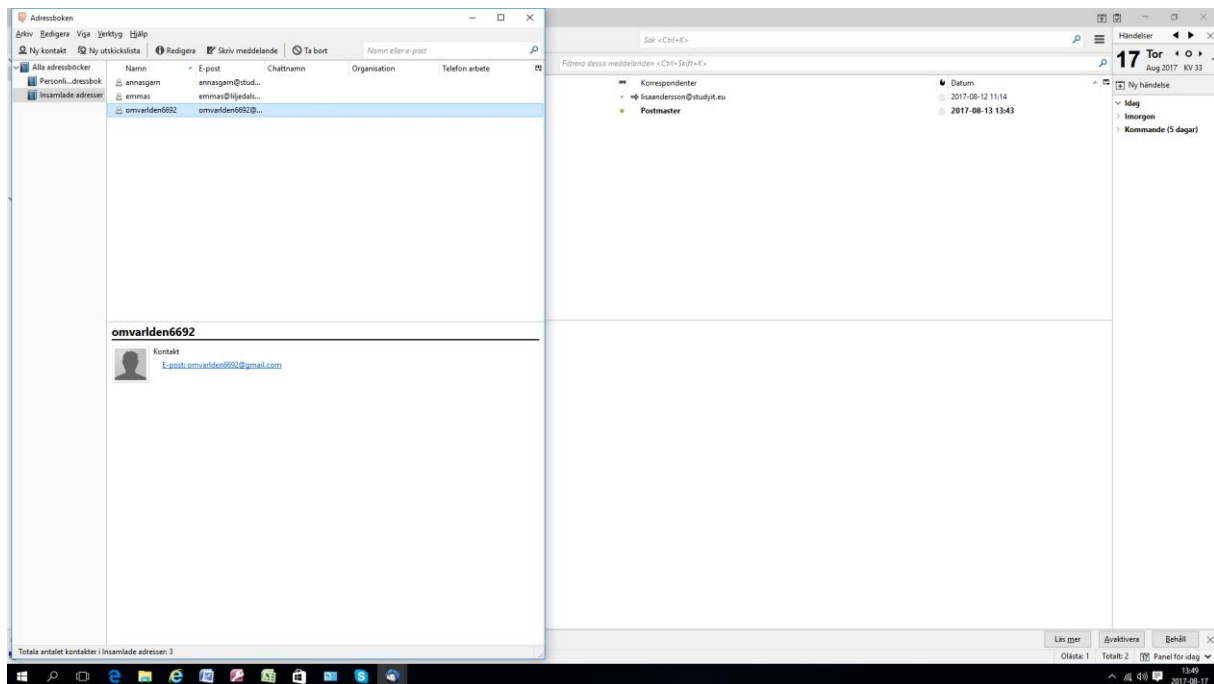 Adressboken
Arkiv Redigera Visa Verktyg Hjälp
Ny kontakt Ny utskickslista Redigera Skriv meddelande Ta bort Namn eller e-post
Alla adressböcker
Personli...dressbok
Insamlade adresser
Namn E-post Chattnamn Organisation Telefon arbete
annasgam annasgam@stud...
emmas emmas@liljedals...
omvarlden6692 omvarlden6692@...
omvarlden6692
Kontakt
E-post: omvarlden6692@gmail.com
Totala antalet kontakter i Insamlade adresser: 3
Sök <Ctrl+K>
Filtrera dessa meddelanden <Ctrl+Skift+K>
Korrespondenter Datum
lisaandersson@studyit.eu 2017-08-12 11:14
Postmaster 2017-08-13 13:43
Händelser
17 Tor
Aug 2017 KV 33
Ny händelse
Idag
Imorgon
Kommande (5 dagar)
Läs mer Avaktivera Behåll
Olästa: 1 Totalt: 2 Panel för idag
13:49
2017-08-17